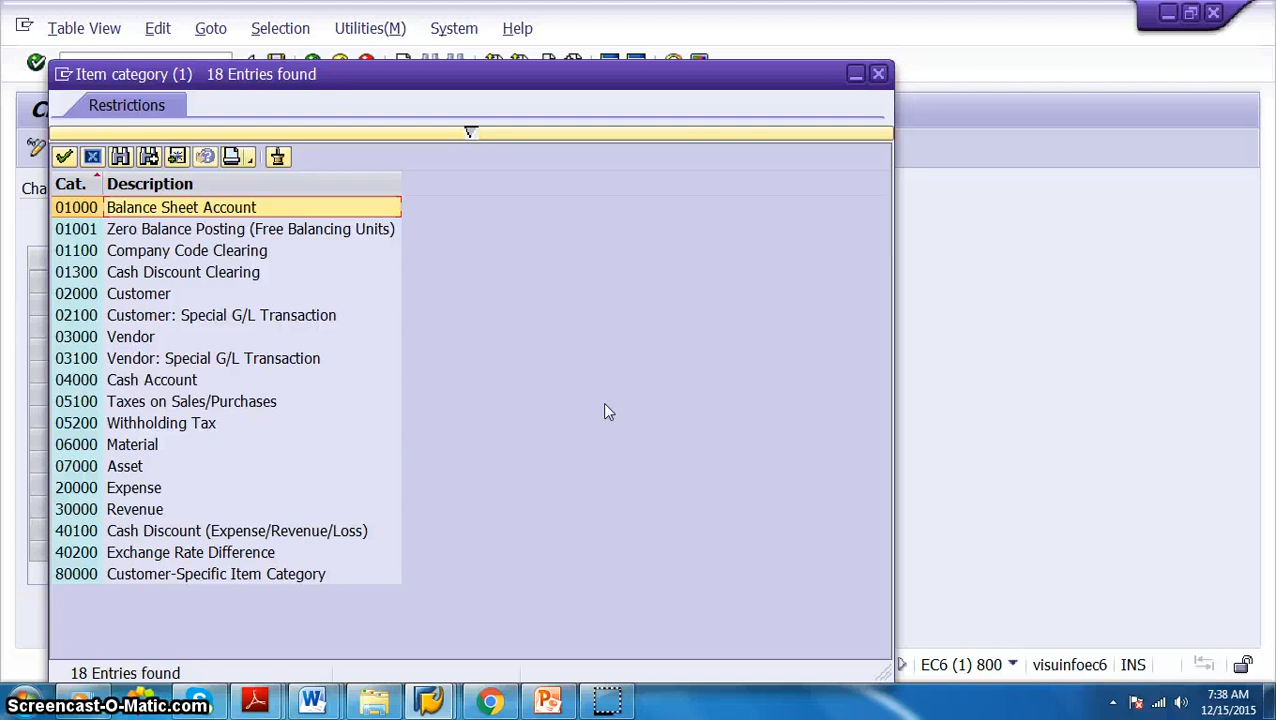 Table View Edit Goto Selection Utilities(M) System Help
Item category (1) 18 Entries found
Restrictions
Cat. Description
01000 Balance Sheet Account
01001 Zero Balance Posting (Free Balancing Units)
01100 Company Code Clearing
01300 Cash Discount Clearing
02000 Customer
02100 Customer: Special G/L Transaction
03000 Vendor
03100 Vendor: Special G/L Transaction
04000 Cash Account
05100 Taxes on Sales/Purchases
05200 Withholding Tax
06000 Material
07000 Asset
20000 Expense
30000 Revenue
40100 Cash Discount (Expense/Revenue/Loss)
40200 Exchange Rate Difference
80000 Customer-Specific Item Category
18 Entries found
Cha
EC6 (1) 800 visuinfoec6 INS
Screencast-O-Matic.com
7:38 AM
12/15/2015